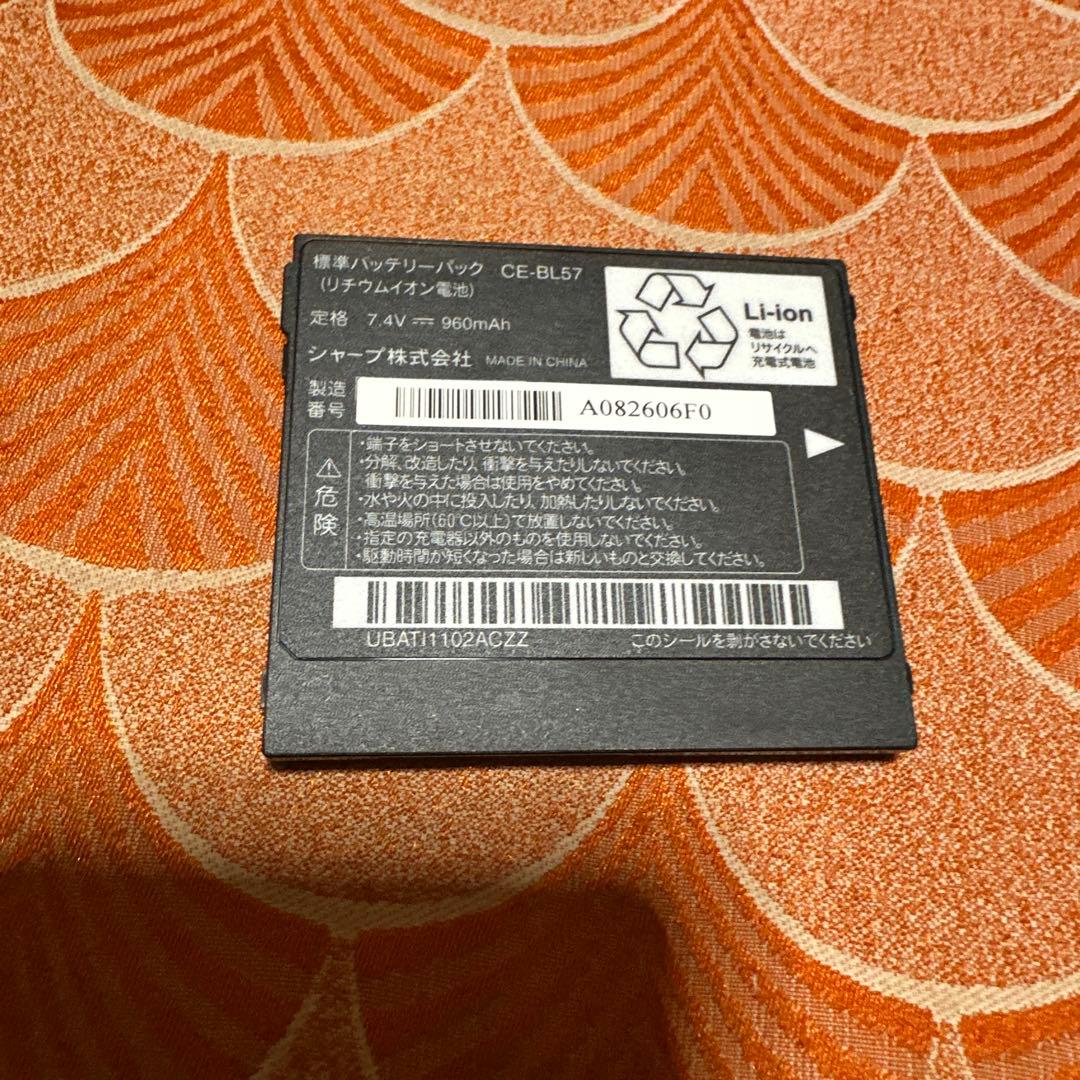 標準バッテリーパック CE-BL57
(リチウムイオン電池)
定格 7.4V ⎓ 960mAh
シャープ株式会社 MADE IN CHINA
Li-ion
電池は
リサイクルへ
充電式電池
製造
番号
A082606F0
⚠
危
険
・端子をショートさせないでください。
・分解、改造したり、衝撃を与えたりしないでください。
衝撃を与えた場合は使用をやめてください。
・水や火の中に投入したり、加熱したりしないでください。
・高温場所(60℃以上)で放置しないでください。
・指定の充電器以外のものを使用しないでください。
・駆動時間が短くなった場合は新しいものと交換してください。
UBATI1102ACZZ このシールを剥がさないでください